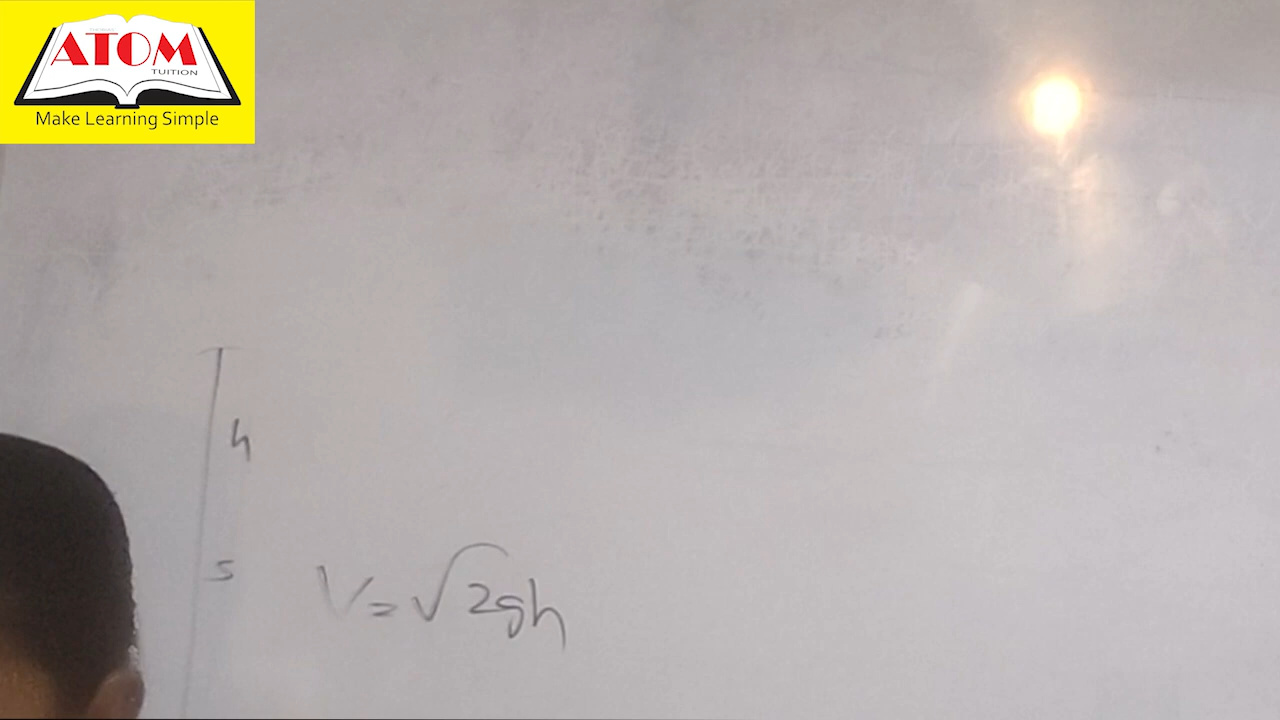 ATOM
TUITION
Make Learning Simple
h
s
V=√2gh